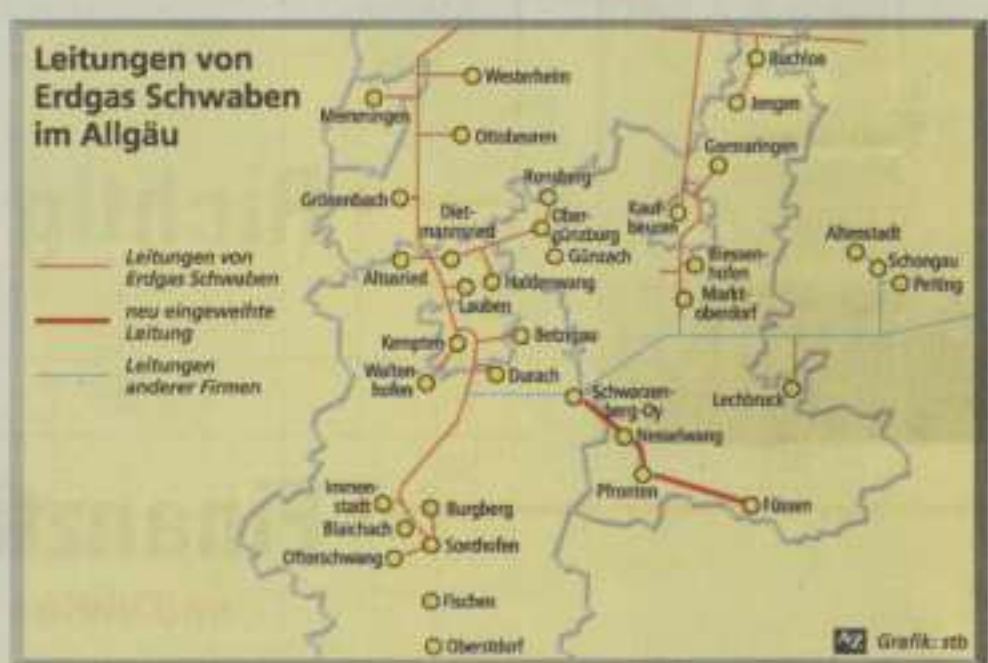 Leitungen von
Erdgas Schwaben
im Allgäu
Leitungen von
Erdgas Schwaben
neu eingeweihte
Leitung
Leitungen
anderer Firmen
Westerheim
Memmingen
Ottobeuren
Grönenbach
Diet-
mannsried
Altusried
Lauben
Haldenwang
Ronsberg
Ober-
günzburg
Günzach
Kempten
Betzigau
Walten-
hofen
Durach
Buchloe
Jengen
Germaringen
Kauf-
beuren
Biessen-
hofen
Markt-
oberdorf
Altenstadt
Schongau
Peiting
Lechbruck
Schwarzen-
berg-Oy
Nesselwang
Pfronten
Füssen
Immen-
stadt
Blaichach
Ofterschwang
Burgberg
Sonthofen
Fischen
Oberstdorf
AZ Grafik: stb